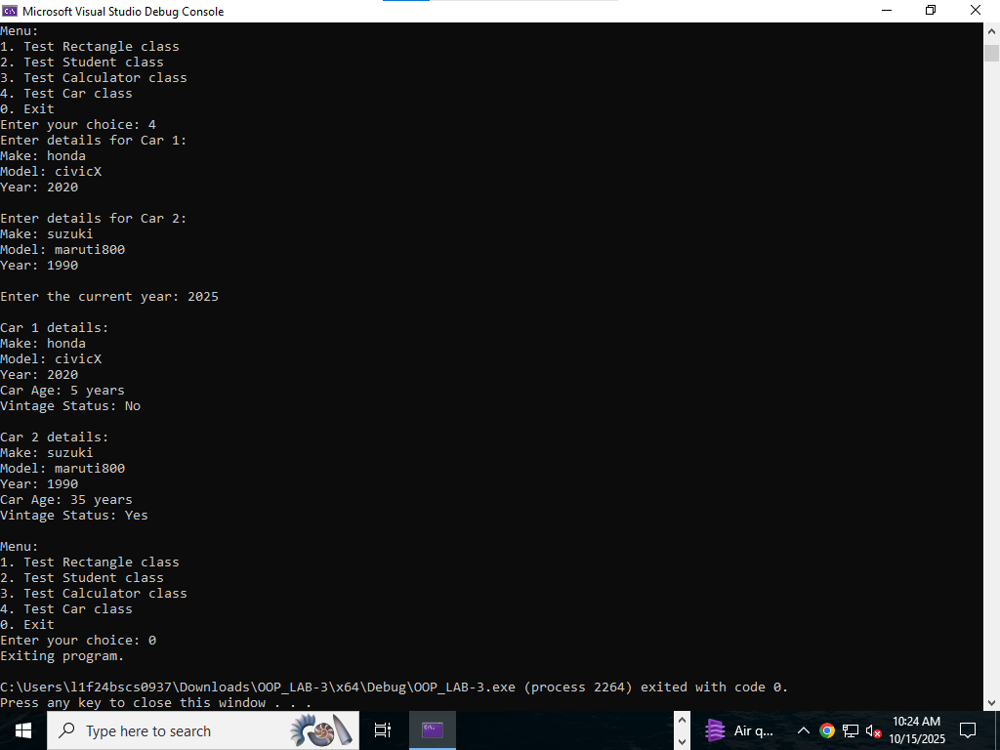 Microsoft Visual Studio Debug Console
Menu:
1. Test Rectangle class
2. Test Student class
3. Test Calculator class
4. Test Car class
0. Exit
Enter your choice: 4
Enter details for Car 1:
Make: honda
Model: civicX
Year: 2020
Enter details for Car 2:
Make: suzuki
Model: maruti800
Year: 1990
Enter the current year: 2025
Car 1 details:
Make: honda
Model: civicX
Year: 2020
Car Age: 5 years
Vintage Status: No
Car 2 details:
Make: suzuki
Model: maruti800
Year: 1990
Car Age: 35 years
Vintage Status: Yes
Menu:
1. Test Rectangle class
2. Test Student class
3. Test Calculator class
4. Test Car class
0. Exit
Enter your choice: 0
Exiting program.
C:\Users\l1f24bscs0937\Downloads\OOP_LAB-3\x64\Debug\OOP_LAB-3.exe (process 2264) exited with code 0.
Press any key to close this window . . .
Type here to search
Air q...
10:24 AM
10/15/2025